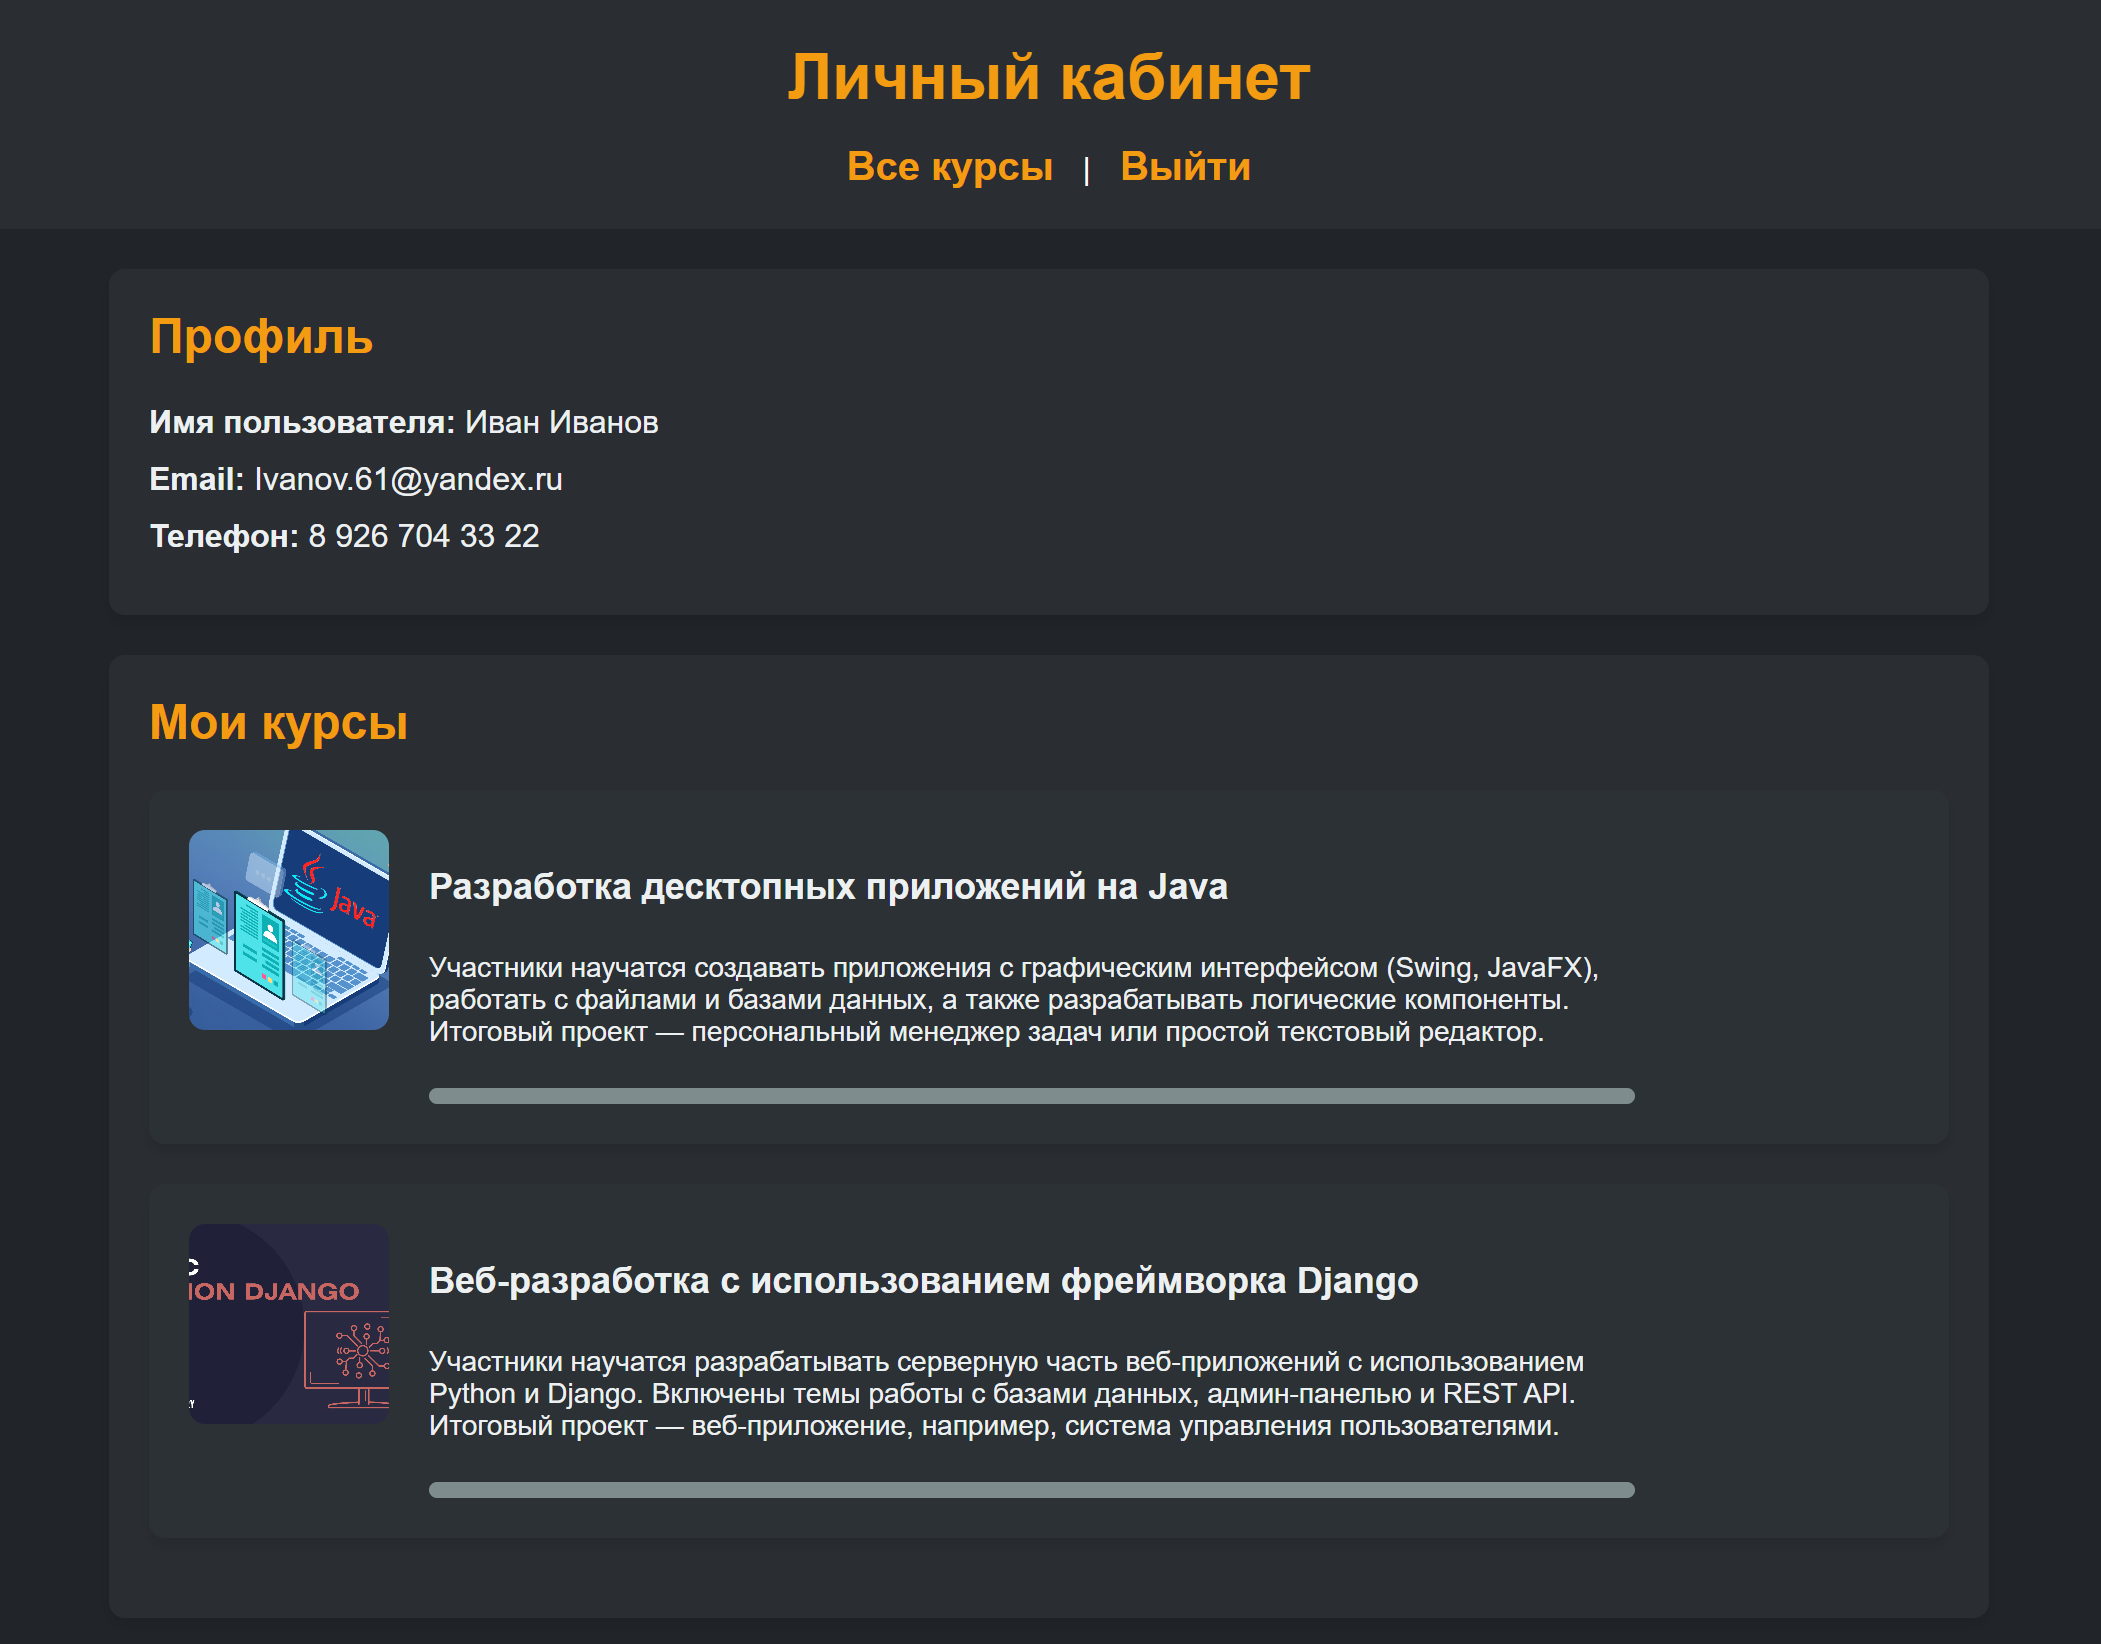 Личный кабинет
Все курсы | Выйти
Профиль
Имя пользователя: Иван Иванов
Email: Ivanov.61@yandex.ru
Телефон: 8 926 704 33 22
Мои курсы
Java
Разработка десктопных приложений на Java
Участники научатся создавать приложения с графическим интерфейсом (Swing, JavaFX),
работать с файлами и базами данных, а также разрабатывать логические компоненты.
Итоговый проект — персональный менеджер задач или простой текстовый редактор.
C
ION DJANGO
Веб-разработка с использованием фреймворка Django
Участники научатся разрабатывать серверную часть веб-приложений с использованием
Python и Django. Включены темы работы с базами данных, админ-панелью и REST API.
Итоговый проект — веб-приложение, например, система управления пользователями.